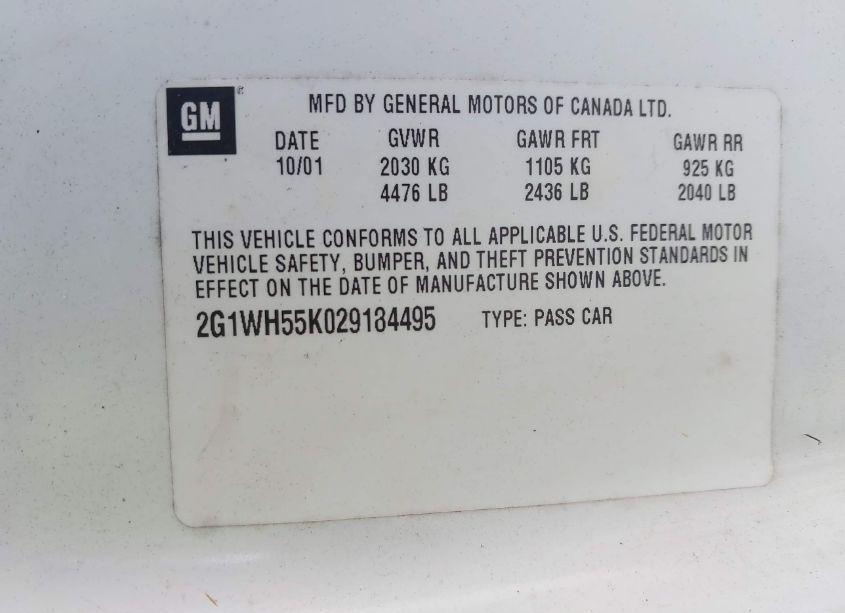 GM®
MFD BY GENERAL MOTORS OF CANADA LTD.
DATE GVWR GAWR FRT GAWR RR
10/01 2030 KG 1105 KG 925 KG
4476 LB 2436 LB 2040 LB
THIS VEHICLE CONFORMS TO ALL APPLICABLE U.S. FEDERAL MOTOR
VEHICLE SAFETY, BUMPER, AND THEFT PREVENTION STANDARDS IN
EFFECT ON THE DATE OF MANUFACTURE SHOWN ABOVE.
2G1WH55K029184495 TYPE: PASS CAR